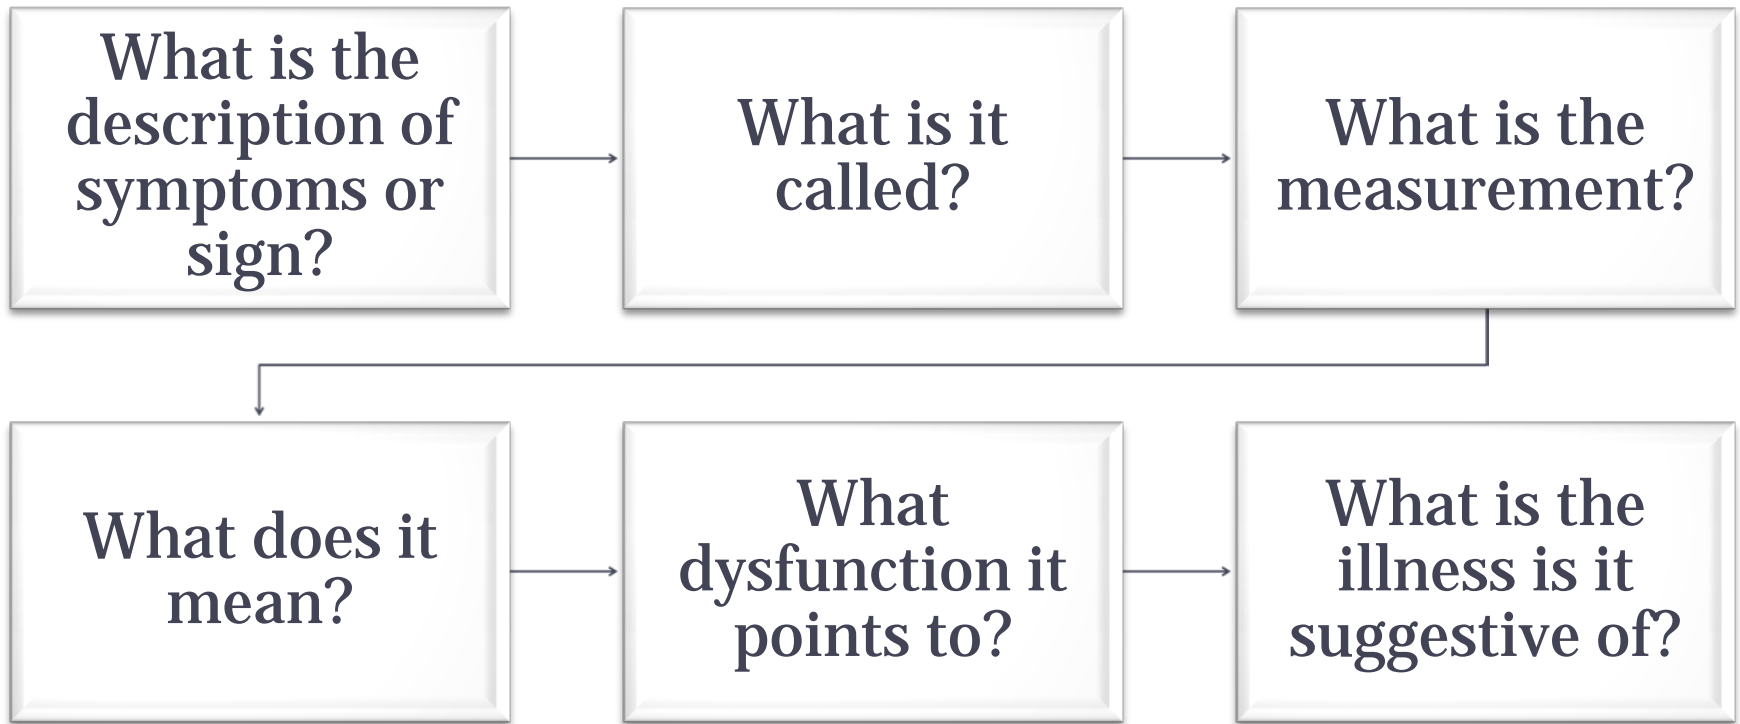 What is the
description of
symptoms or
sign?
What is it
called?
What is the
measurement?
What does it
mean?
What
dysfunction it
points to?
What is the
illness is it
suggestive of?